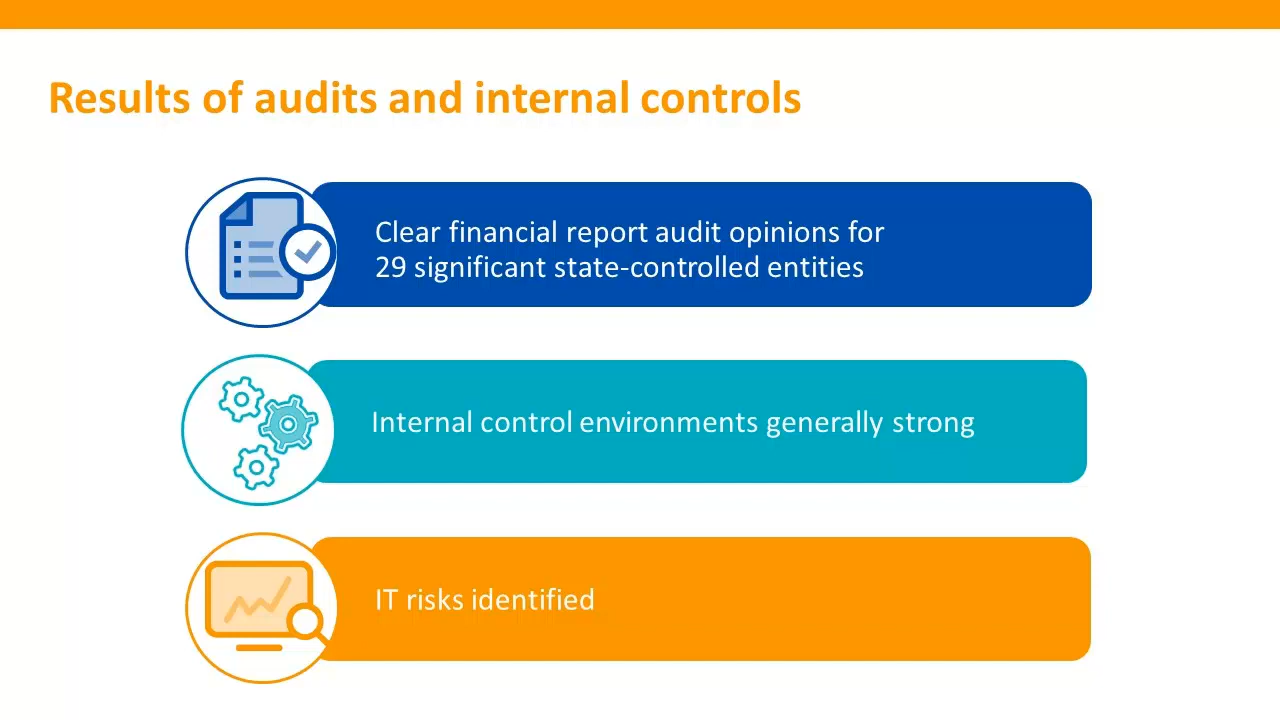 Results of audits and internal controls
Clear financial report audit opinions for
29 significant state-controlled entities
Internal control environments generally strong
IT risks identified